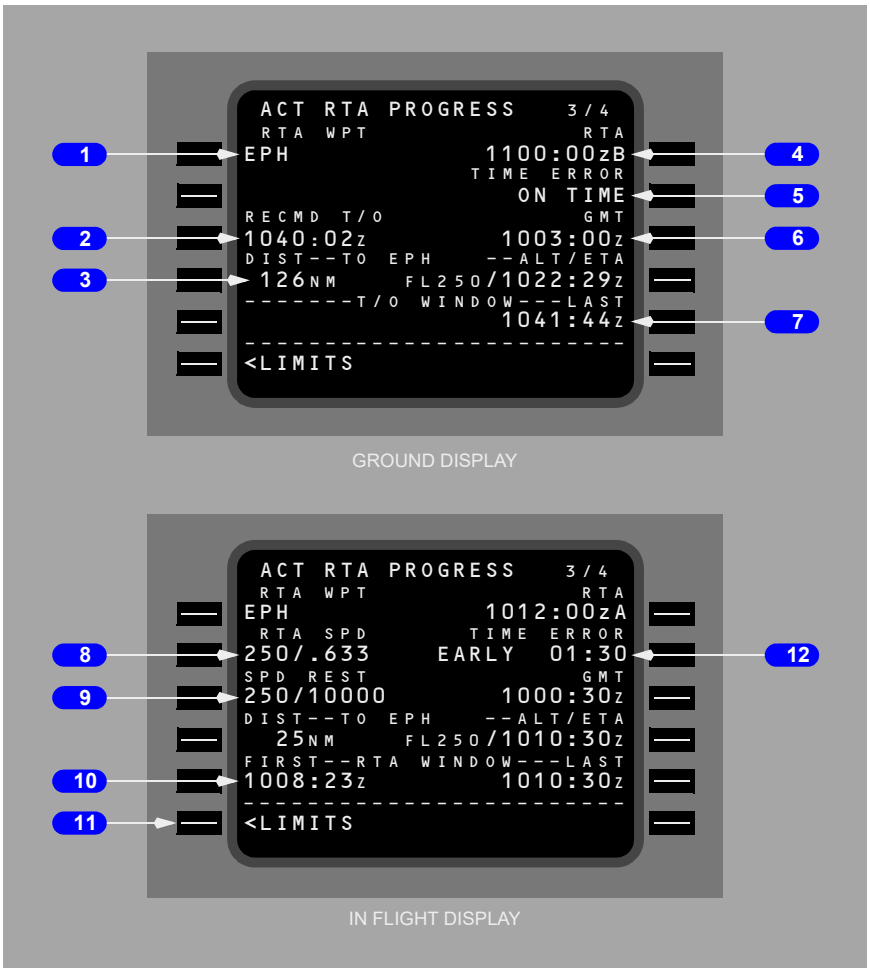 ACT RTA PROGRESS 3/4
RTA WPT RTA
1 EPH 1100:00zB 4
TIME ERROR
ON TIME 5
RECMD T/O GMT
2 1040:02z 1003:00z 6
DIST--TO EPH --ALT/ETA
3 126NM FL250/1022:29z
-------T/O WINDOW---LAST
1041:44z 7
------------------------
<LIMITS
GROUND DISPLAY
ACT RTA PROGRESS 3/4
RTA WPT RTA
EPH 1012:00zA
RTA SPD TIME ERROR
8 250/.633 EARLY 01:30 12
SPD REST GMT
9 250/10000 1000:30z
DIST--TO EPH --ALT/ETA
25NM FL250/1010:30z
FIRST--RTA WINDOW---LAST
10 1008:23z 1010:30z
------------------------
11 <LIMITS
IN FLIGHT DISPLAY